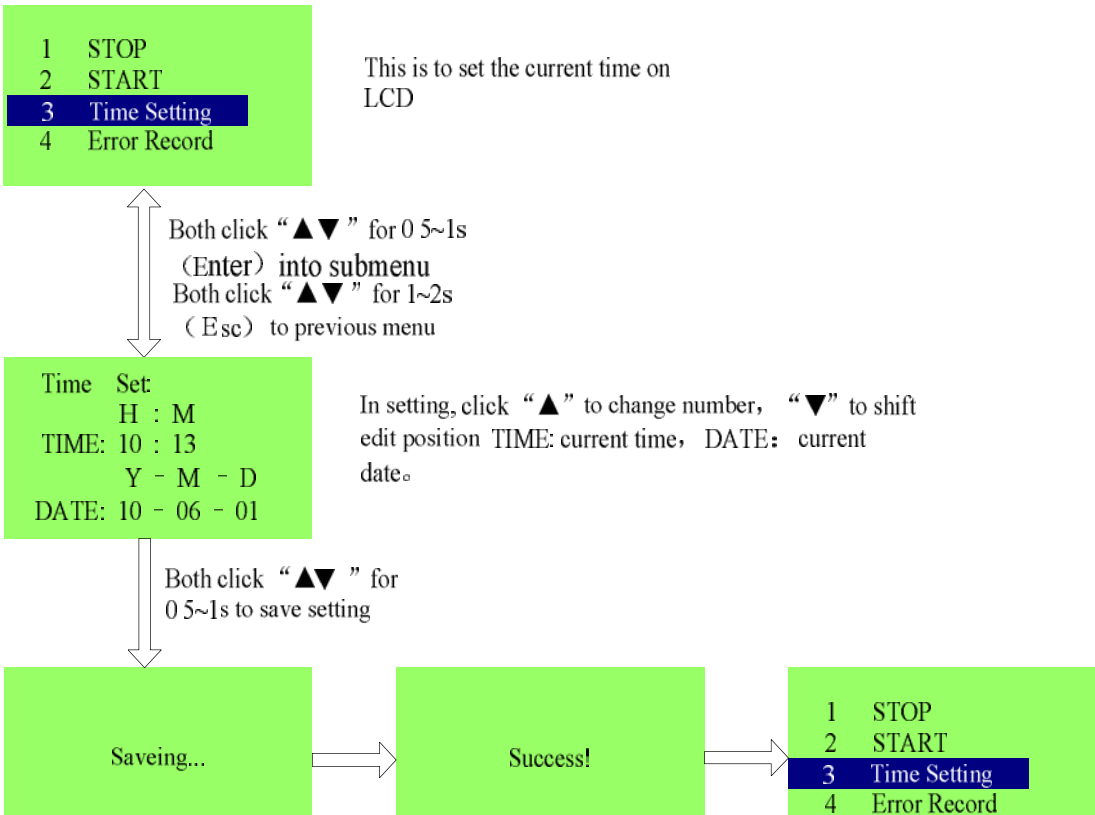 1 STOP
2 START
3 Time Setting
4 Error Record
This is to set the current time on
LCD
Both click “▲▼ ” for 0 5~1s
（Enter）into submenu
Both click “▲▼ ” for 1~2s
（Esc） to previous menu
Time Set:
H : M
TIME: 10 : 13
Y - M - D
DATE: 10 - 06 - 01
In setting, click “▲” to change number， “▼” to shift
edit position TIME: current time， DATE： current
date。
Both click “▲▼ ” for
0 5~1s to save setting
Saveing...
Success!
1 STOP
2 START
3 Time Setting
4 Error Record